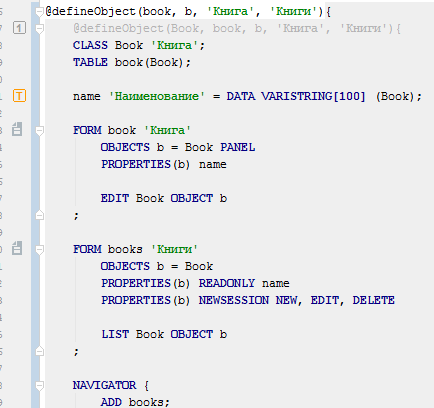 @defineObject(book, b, 'Книга', 'Книги'){
@defineObject(Book, book, b, 'Книга', 'Книги'){
CLASS Book 'Книга';
TABLE book(Book);
name 'Наименование' = DATA VARISTRING[100] (Book);
FORM book 'Книга'
OBJECTS b = Book PANEL
PROPERTIES(b) name
EDIT Book OBJECT b
;
FORM books 'Книги'
OBJECTS b = Book
PROPERTIES(b) READONLY name
PROPERTIES(b) NEWSESSION NEW, EDIT, DELETE
LIST Book OBJECT b
;
NAVIGATOR {
ADD books;